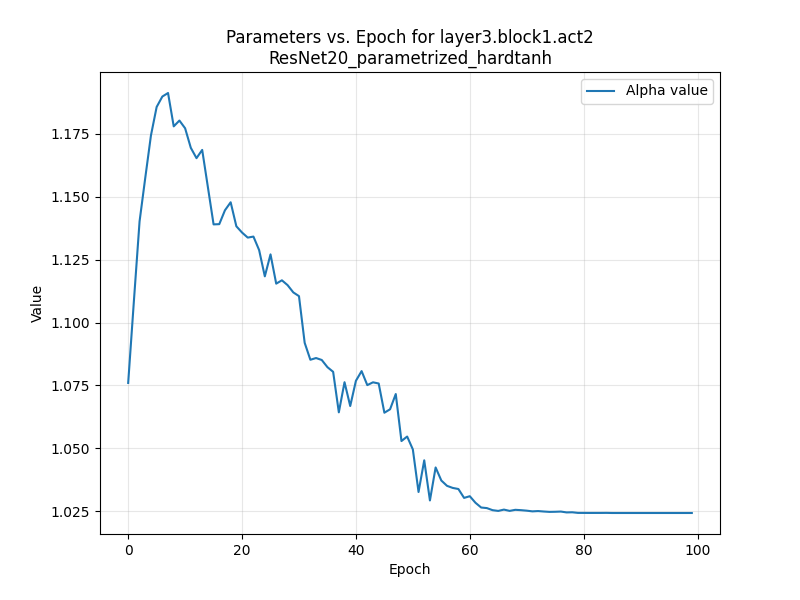 Parameters vs. Epoch for layer3.block1.act2
ResNet20_parametrized_hardtanh
Alpha value
1.175
1.150
1.125
1.100
1.075
1.050
1.025
Value
0 20 40 60 80 100
Epoch